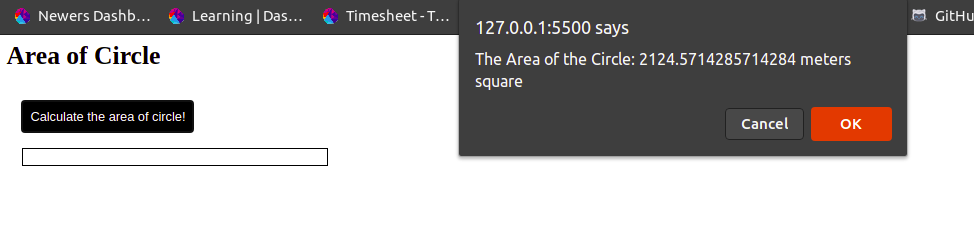 Newers Dashb... Learning | Das... Timesheet - T... GitHu
127.0.0.1:5500 says
The Area of the Circle: 2124.5714285714284 meters
square
Cancel OK
Area of Circle
Calculate the area of circle!